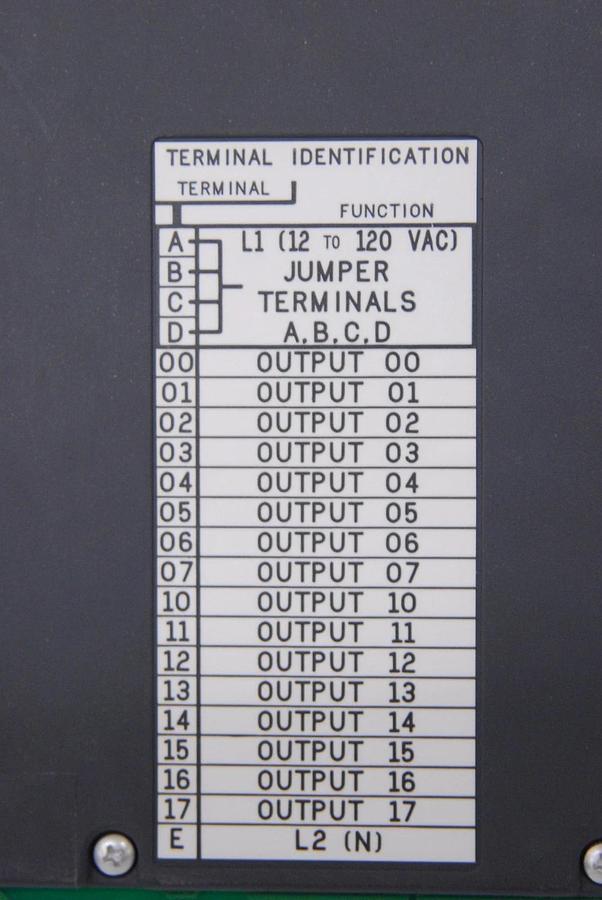 TERMINAL IDENTIFICATION
TERMINAL
FUNCTION
A L1 (12 TO 120 VAC)
B JUMPER
C TERMINALS
D A,B,C,D
00 OUTPUT 00
01 OUTPUT 01
02 OUTPUT 02
03 OUTPUT 03
04 OUTPUT 04
05 OUTPUT 05
06 OUTPUT 06
07 OUTPUT 07
10 OUTPUT 10
11 OUTPUT 11
12 OUTPUT 12
13 OUTPUT 13
14 OUTPUT 14
15 OUTPUT 15
16 OUTPUT 16
17 OUTPUT 17
E L2 (N)